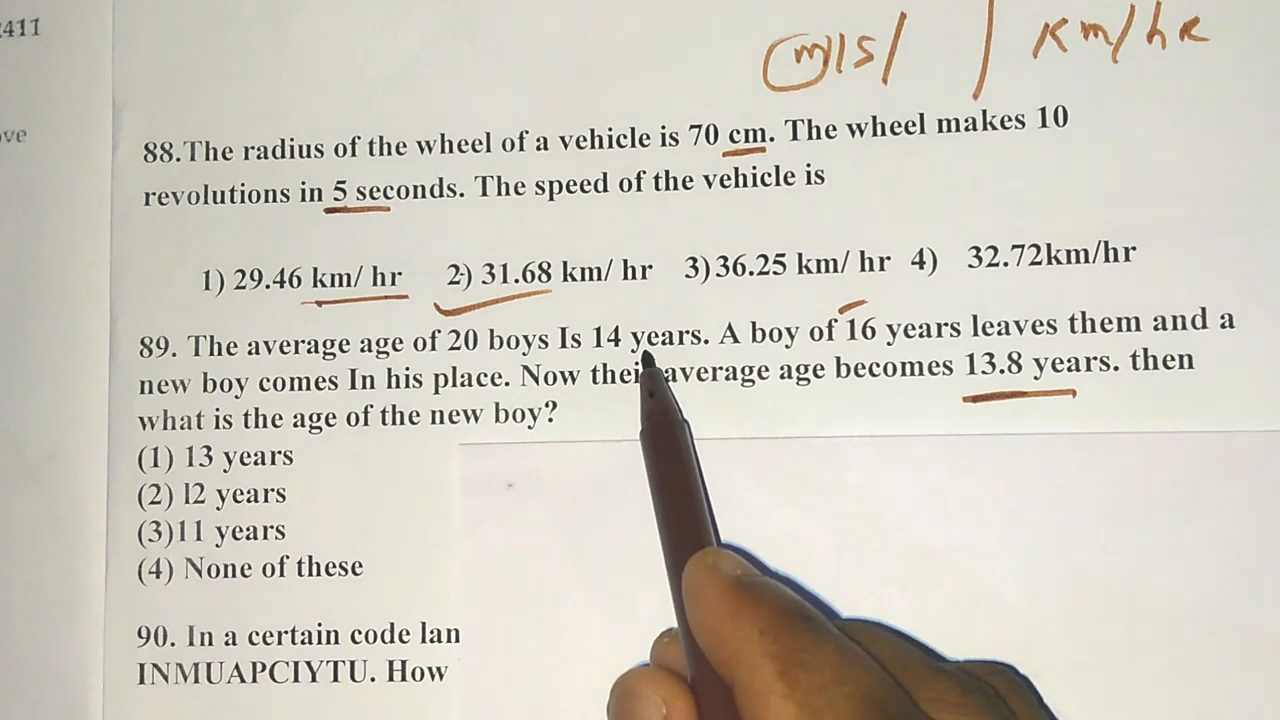 411
ve
m/s/ / Km/hr
88.The radius of the wheel of a vehicle is 70 cm. The wheel makes 10
revolutions in 5 seconds. The speed of the vehicle is
1) 29.46 km/ hr 2) 31.68 km/ hr 3)36.25 km/ hr 4) 32.72km/hr
89. The average age of 20 boys Is 14 years. A boy of 16 years leaves them and a
new boy comes In his place. Now thei average age becomes 13.8 years. then
what is the age of the new boy?
(1) 13 years
(2) l2 years
(3)11 years
(4) None of these
90. In a certain code lan
INMUAPCIYTU. How